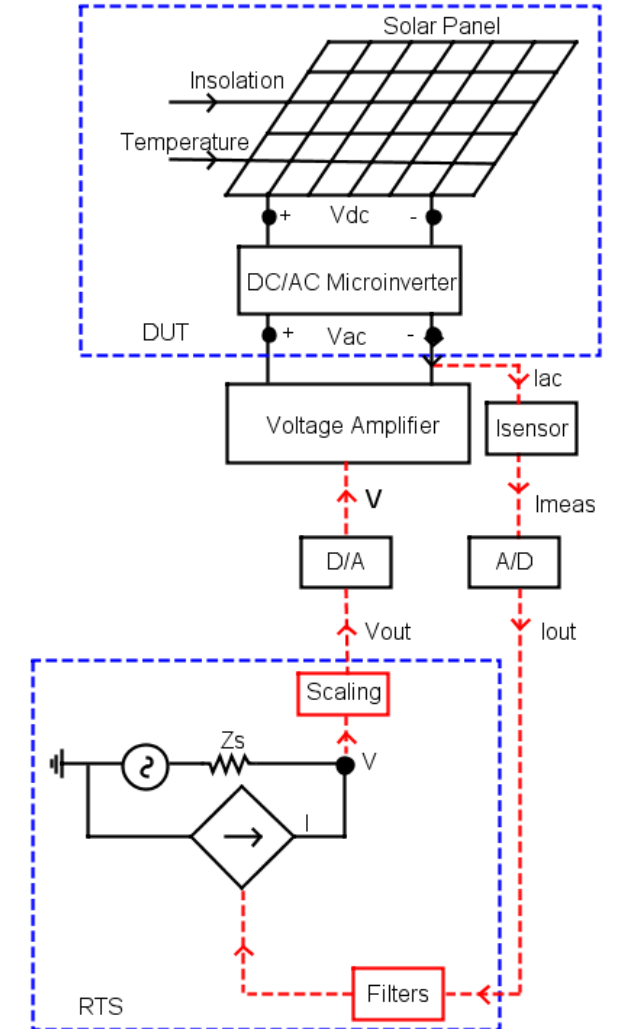 Solar Panel
Insolation
Temperature
+ Vdc -
DC/AC Microinverter
DUT
+ Vac -
Iac
Voltage Amplifier
Isensor
V
Imeas
D/A
A/D
Vout
Iout
Scaling
Zs
V
I
Filters
RTS